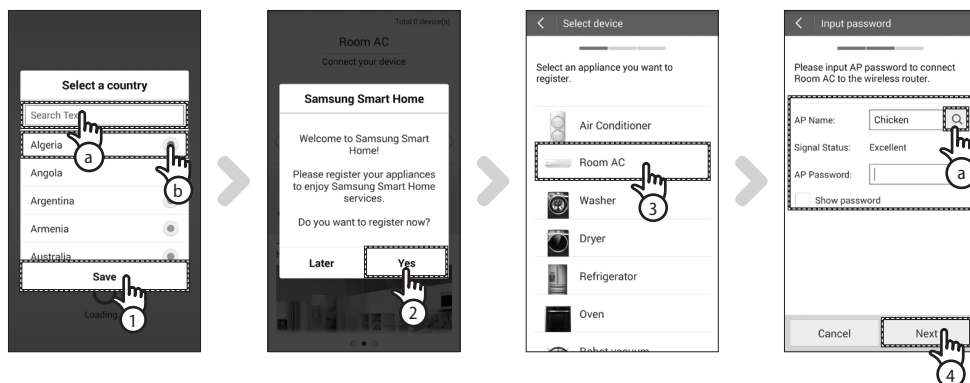 Select a country
Search Tex
a
Algeria
b
Angola
Argentina
Armenia
Australia
Save
Loading
1
Total 0 device(s)
Room AC
Connect your device
Samsung Smart Home
Welcome to Samsung Smart
Home!
Please register your appliances
to enjoy Samsung Smart Home
services.
Do you want to register now?
Later
Yes
2
Select device
Select an appliance you want to
register.
Air Conditioner
Room AC
3
Washer
Dryer
Refrigerator
Oven
Robot vacuum
Input password
Please input AP password to connect
Room AC to the wireless router.
AP Name: Chicken
a
Signal Status: Excellent
AP Password:
Show password
Cancel
Next
4